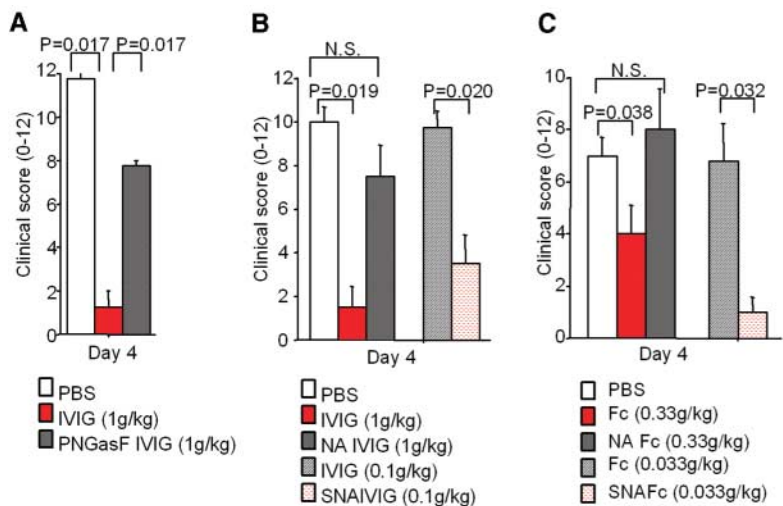 A
P=0.017 P=0.017
Clinical score (0-12)
12
10
8
6
4
2
0
Day 4
PBS
IVIG (1g/kg)
PNGasF IVIG (1g/kg)
B
N.S.
P=0.019 P=0.020
Clinical score (0-12)
10
8
6
4
2
0
Day 4
PBS
IVIG (1g/kg)
NA IVIG (1g/kg)
IVIG (0.1g/kg)
SNAIVIG (0.1g/kg)
C
N.S.
P=0.038 P=0.032
Clinical score (0-12)
10
8
6
4
2
0
Day 4
PBS
Fc (0.33g/kg)
NA Fc (0.33g/kg)
Fc (0.033g/kg)
SNAFc (0.033g/kg)